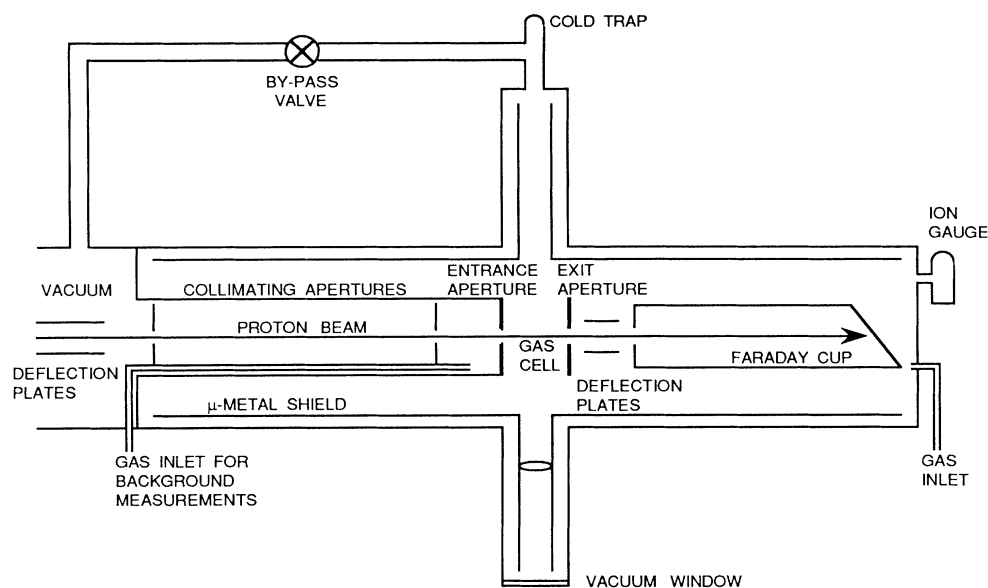 COLD TRAP
BY-PASS
VALVE
ION
GAUGE
ENTRANCE
APERTURE
EXIT
APERTURE
VACUUM
COLLIMATING APERTURES
PROTON BEAM
GAS
CELL
FARADAY CUP
DEFLECTION
PLATES
DEFLECTION
PLATES
μ-METAL SHIELD
GAS INLET FOR
BACKGROUND
MEASUREMENTS
GAS
INLET
VACUUM WINDOW